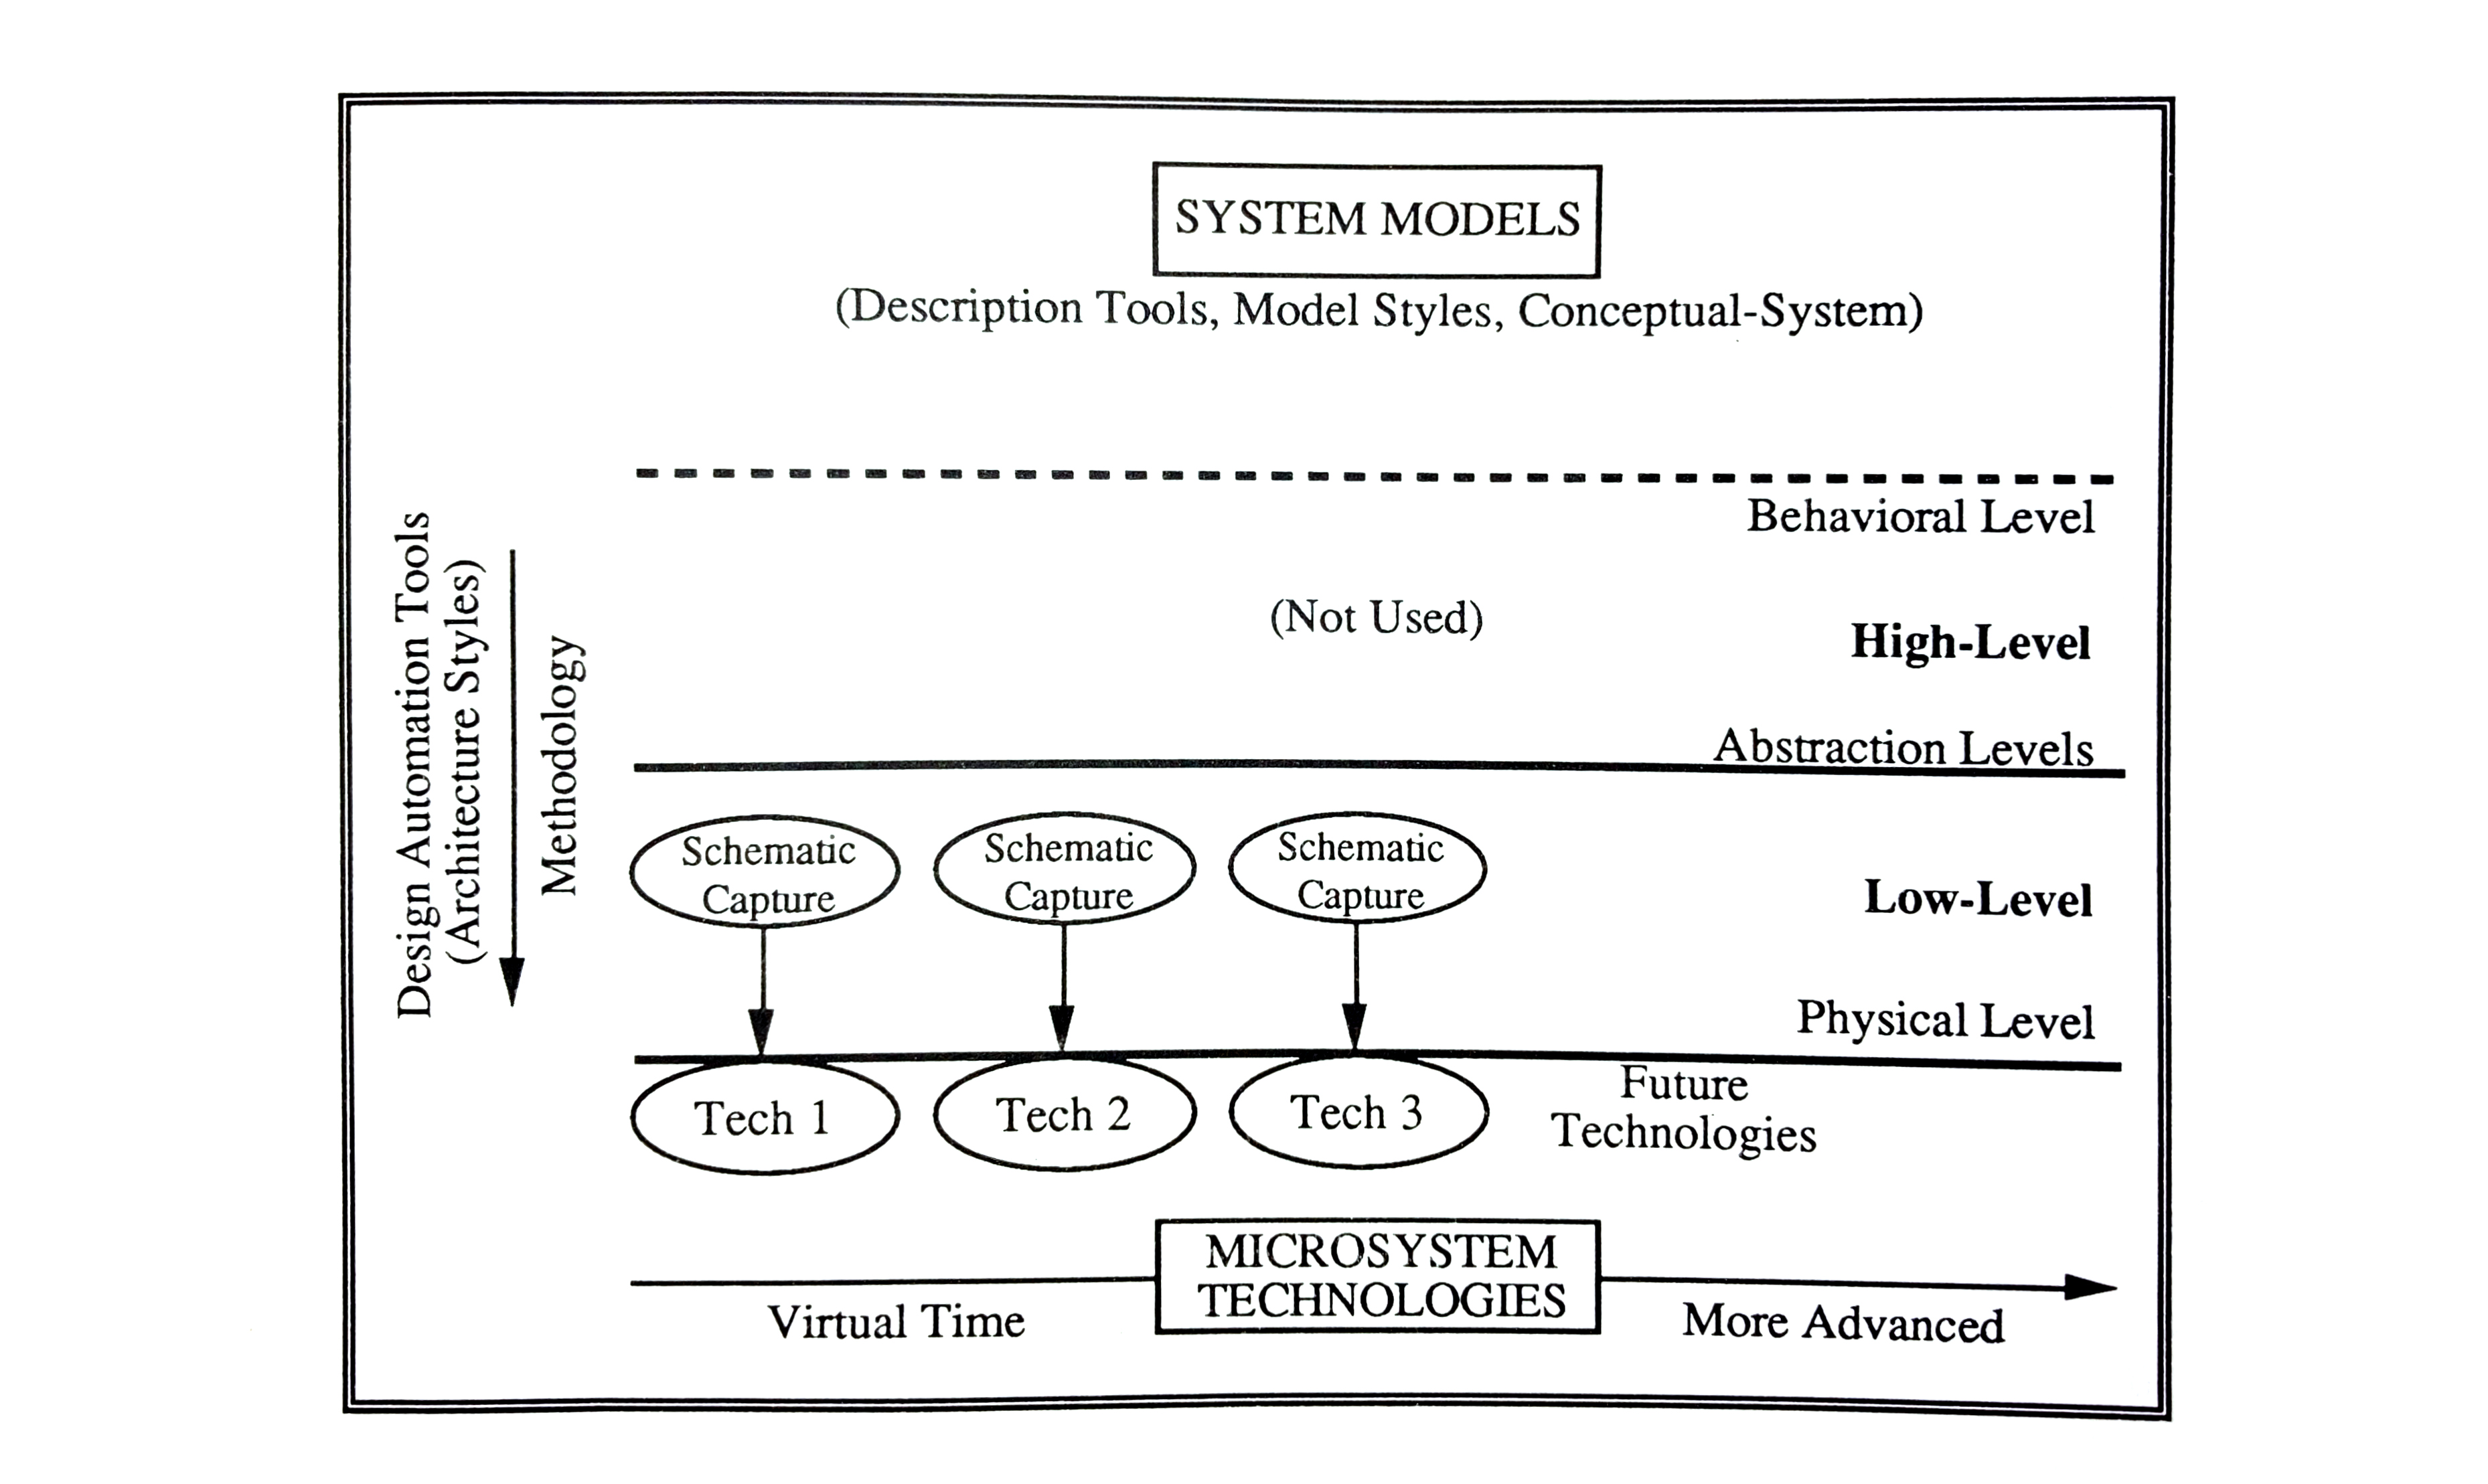 SYSTEM MODELS
(Description Tools, Model Styles, Conceptual-System)
Behavioral Level
(Not Used)
High-Level
Abstraction Levels
Design Automation Tools
(Architecture Styles)
Methodology
Schematic
Capture
Schematic
Capture
Schematic
Capture
Low-Level
Physical Level
Tech 1
Tech 2
Tech 3
Future
Technologies
MICROSYSTEM
TECHNOLOGIES
Virtual Time
More Advanced